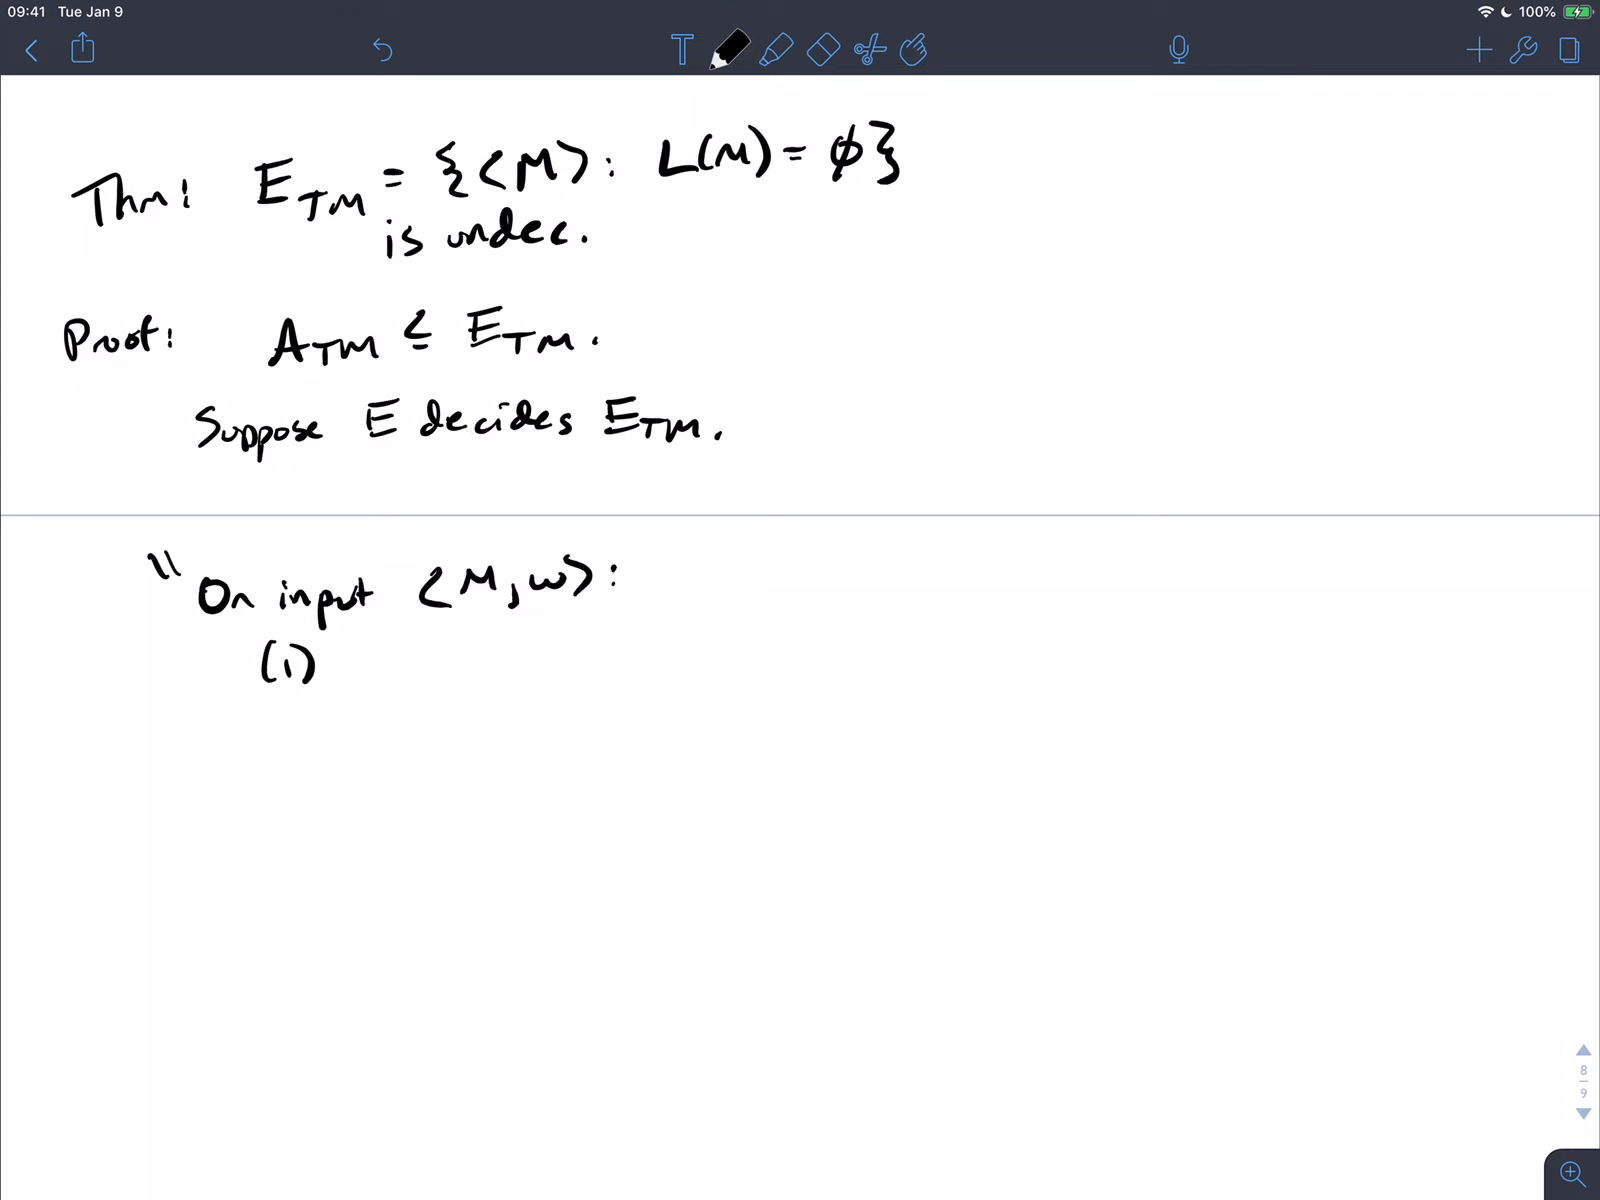 09:41 Tue Jan 9 100%
T
Thm: E_TM = {<M>: L(M) = ∅}
is undec.
Proof: A_TM ≤ E_TM.
Suppose E decides E_TM.
"On input <M,w>:
(1)
8
9